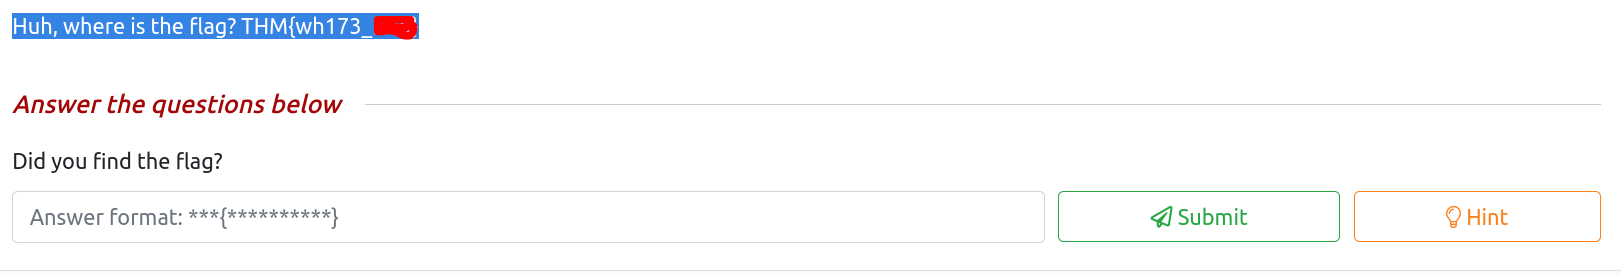 Huh, where is the flag? THM{wh173_
Answer the questions below
Did you find the flag?
Answer format: ***{**********}
Submit
Hint